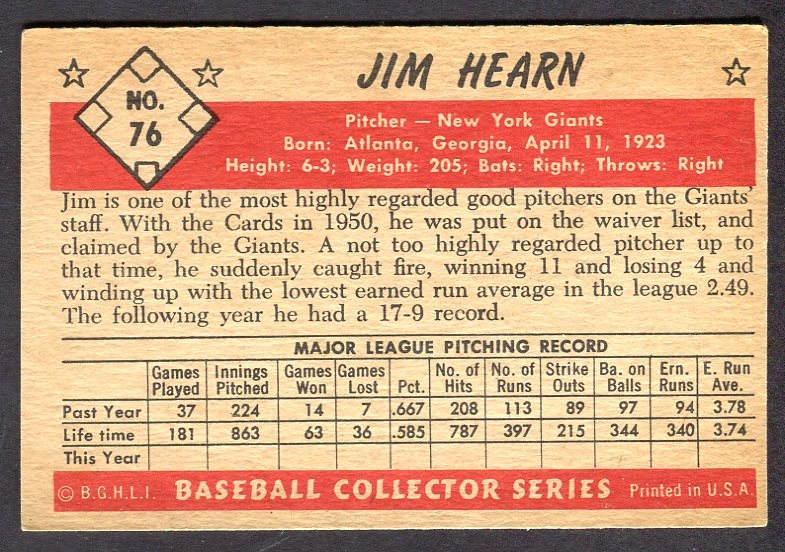 JIM HEARN
NO.
76
Pitcher — New York Giants
Born: Atlanta, Georgia, April 11, 1923
Height: 6-3; Weight: 205; Bats: Right; Throws: Right
Jim is one of the most highly regarded good pitchers on the Giants'
staff. With the Cards in 1950, he was put on the waiver list, and
claimed by the Giants. A not too highly regarded pitcher up to
that time, he suddenly caught fire, winning 11 and losing 4 and
winding up with the lowest earned run average in the league 2.49.
The following year he had a 17-9 record.
MAJOR LEAGUE PITCHING RECORD
Games Played Innings Pitched Games Won Games Lost Pct. No. of Hits No. of Runs Strike Outs Ba. on Balls Ern. Runs E. Run Ave.
Past Year 37 224 14 7 .667 208 113 89 97 94 3.78
Life time 181 863 63 36 .585 787 397 215 344 340 3.74
This Year
© B.G.H.L.I. BASEBALL COLLECTOR SERIES Printed in U.S.A.